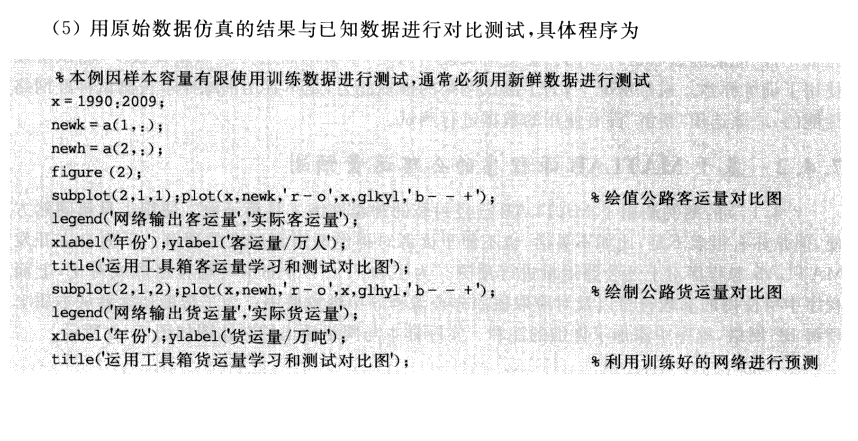 (5) 用原始数据仿真的结果与已知数据进行对比测试,具体程序为
% 本例因样本容量有限使用训练数据进行测试,通常必须用新鲜数据进行测试
x = 1990;2009;
newk = a(1,:);
newh = a(2,:);
figure (2);
subplot(2,1,1);plot(x,newk,'r - o',x,glkyl,'b - - +'); % 绘值公路客运量对比图
legend('网络输出客运量','实际客运量');
xlabel('年份');ylabel('客运量/万人');
title('运用工具箱客运量学习和测试对比图');
subplot(2,1,2);plot(x,newh,'r - o',x,glhyl,'b - - +'); % 绘制公路货运量对比图
legend('网络输出货运量','实际货运量');
xlabel('年份');ylabel('货运量/万吨');
title('运用工具箱货运量学习和测试对比图'); % 利用训练好的网络进行预测